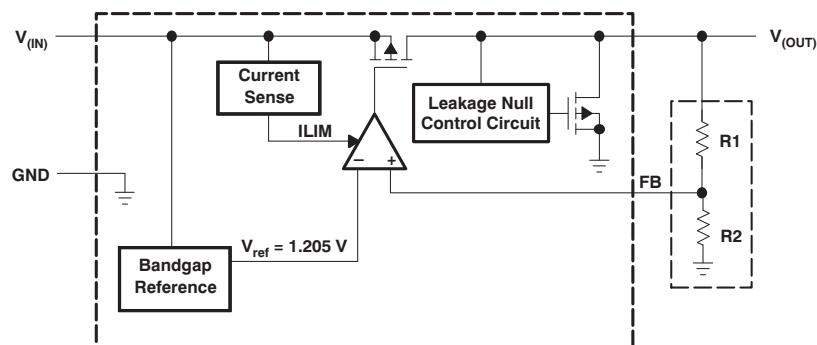 V(IN)
V(OUT)
Current
Sense
Leakage Null
Control Circuit
R1
ILIM
– +
GND
FB
R2
Vref = 1.205 V
Bandgap
Reference